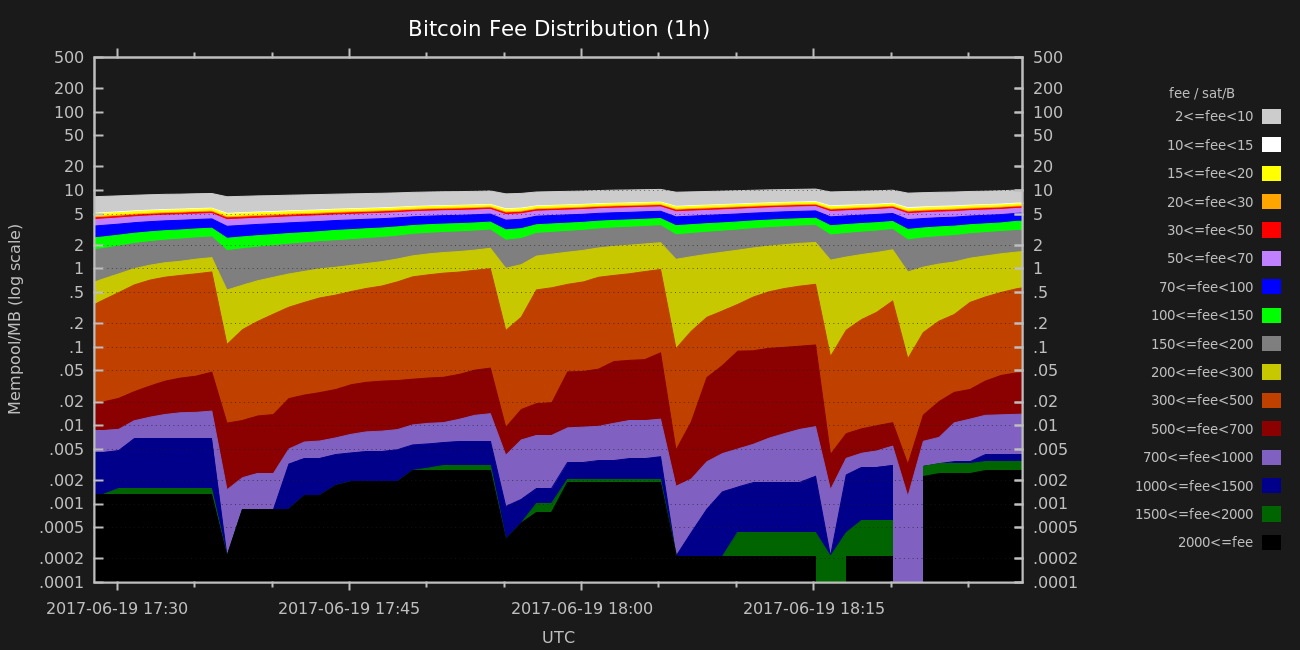 Bitcoin Fee Distribution (1h)
500
200
100
50
20
10
5
2
1
.5
.2
.1
.05
.02
.01
.005
.002
.001
.0005
.0002
.0001
Mempool/MB (log scale)
500
200
100
50
20
10
5
2
1
.5
.2
.1
.05
.02
.01
.005
.002
.001
.0005
.0002
.0001
2017-06-19 17:30
2017-06-19 17:45
2017-06-19 18:00
2017-06-19 18:15
UTC
fee / sat/B
2<=fee<10
10<=fee<15
15<=fee<20
20<=fee<30
30<=fee<50
50<=fee<70
70<=fee<100
100<=fee<150
150<=fee<200
200<=fee<300
300<=fee<500
500<=fee<700
700<=fee<1000
1000<=fee<1500
1500<=fee<2000
2000<=fee